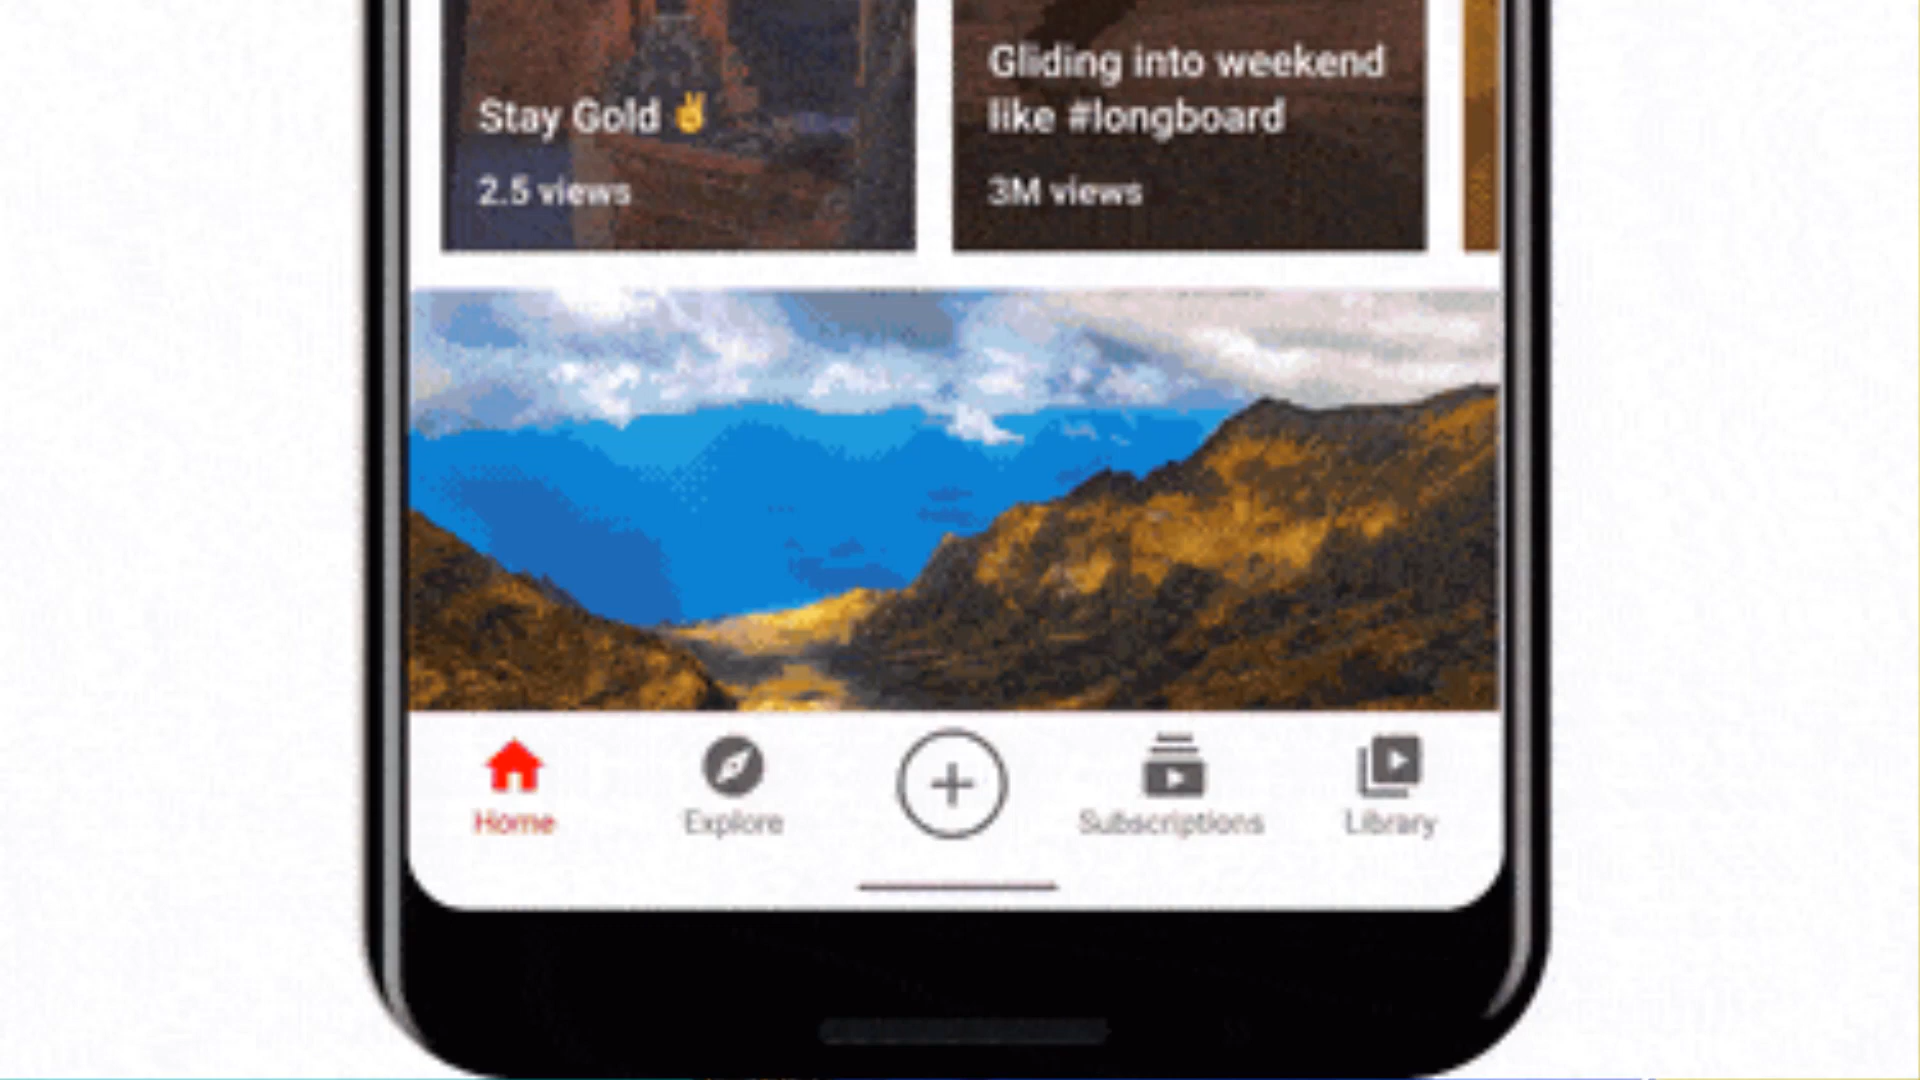 Stay Gold ✌
2.5 views
Gliding into weekend
like #longboard
3M views
Home
Explore
Subscriptions
Library